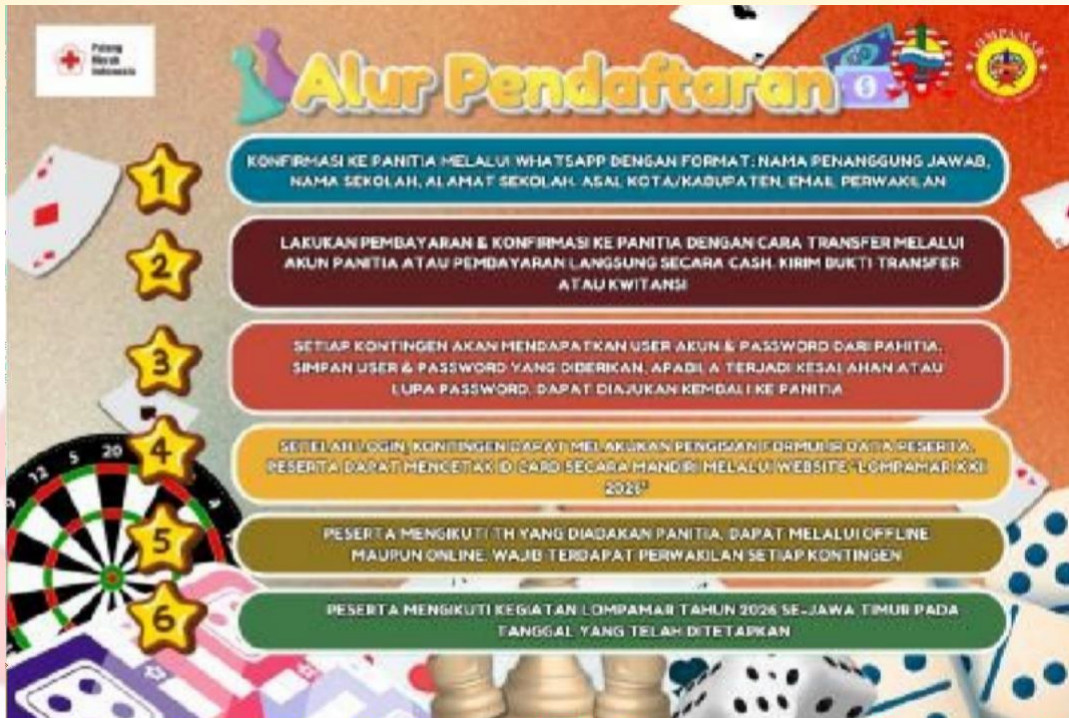 Palang
Merah
Indonesia
Alur Pendaftaran
LOMPAMAR
1
KONFIRMASI KE PANITIA MELALUI WHATSAPP DENGAN FORMAT: NAMA PENANGGUNG JAWAB,
NAMA SEKOLAH, ALAMAT SEKOLAH. ASAL KOTA/KABUPATEN, EMAIL PERWAKILAN
2
LAKUKAN PEMBAYARAN & KONFIRMASI KE PANITIA DENGAN CARA TRANSFER MELALUI
AKUN PANITIA ATAU PEMBAYARAN LANGSUNG SECARA CASH. KIRIM BUKTI TRANSFER
ATAU KWITANSI
3
SETIAP KONTINGEN AKAN MENDAPATKAN USER AKUN & PASSWORD DARI PAHITIA.
SIMPAN USER & PASSWORD YANG DIBERIKAN, APABILA TERJADI KESALAHAN ATAU
LUPA PASSWORD, DAPAT DIAJUKAN KEMBALI KE PANITIA
4
SETELAH LOGIN, KONTINGEN DAPAT MELAKUKAN PENGISIAN FORMULIR DATA PESERTA.
PESERTA DAPAT MENCETAK ID CARD SECARA MANDIRI MELALUI WEBSITE "LOMPAMAR XXII
2026"
5
PESERTA MENGIKUTI TH YANG DIADAKAN PANITIA, DAPAT MELALUI OFFLINE
MAUPUN ONLINE. WAJIB TERDAPAT PERWAKILAN SETIAP KONTINGEN
6
PESERTA MENGIKUTI KEGIATAN LOMPAMAR TAHUN 2026 SE-JAWA TIMUR PADA
TANGGAL YANG TELAH DITETAPKAN
12 5 20
4